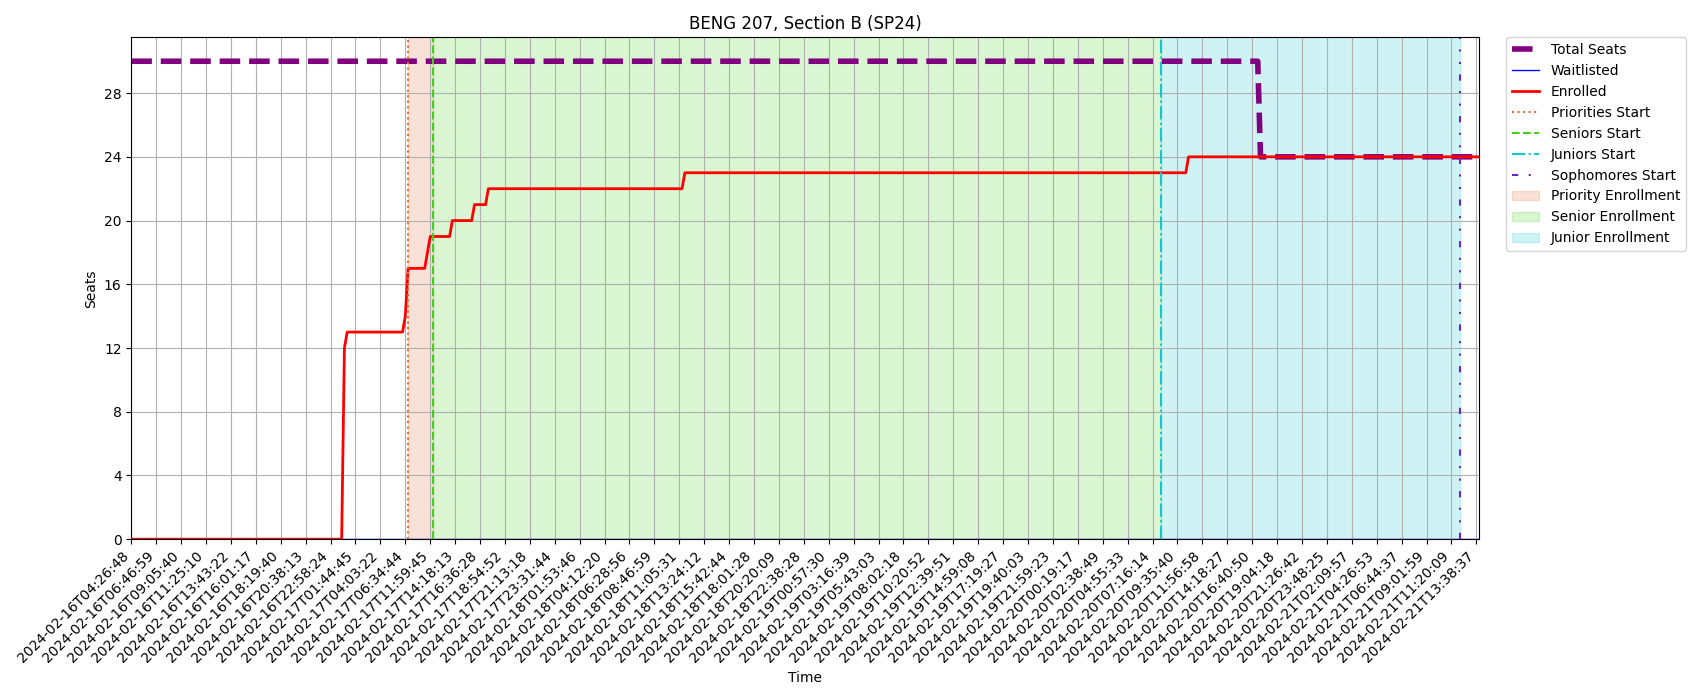 BENG 207, Section B (SP24)
Total Seats
Waitlisted
Enrolled
Priorities Start
Seniors Start
Juniors Start
Sophomores Start
Priority Enrollment
Senior Enrollment
Junior Enrollment
Seats
28
24
20
16
12
8
4
0
2024-02-16T04:26:48
2024-02-16T06:46:59
2024-02-16T09:05:40
2024-02-16T11:25:10
2024-02-16T13:43:22
2024-02-16T16:01:17
2024-02-16T18:19:40
2024-02-16T20:38:13
2024-02-16T22:58:24
2024-02-17T01:44:45
2024-02-17T04:03:22
2024-02-17T06:34:44
2024-02-17T11:59:45
2024-02-17T14:18:13
2024-02-17T16:36:28
2024-02-17T18:54:52
2024-02-17T21:13:18
2024-02-17T23:31:44
2024-02-18T01:53:46
2024-02-18T04:12:20
2024-02-18T06:28:56
2024-02-18T08:46:59
2024-02-18T11:05:31
2024-02-18T13:24:12
2024-02-18T15:42:44
2024-02-18T18:01:28
2024-02-18T20:20:09
2024-02-18T22:38:28
2024-02-19T00:57:30
2024-02-19T03:16:39
2024-02-19T05:43:03
2024-02-19T08:02:18
2024-02-19T10:20:52
2024-02-19T12:39:51
2024-02-19T14:59:08
2024-02-19T17:19:27
2024-02-19T19:40:03
2024-02-19T21:59:23
2024-02-20T00:19:17
2024-02-20T02:38:49
2024-02-20T04:55:33
2024-02-20T07:16:14
2024-02-20T09:35:40
2024-02-20T11:56:58
2024-02-20T14:18:27
2024-02-20T16:40:50
2024-02-20T19:04:18
2024-02-20T21:26:42
2024-02-20T23:48:25
2024-02-21T02:09:57
2024-02-21T04:26:53
2024-02-21T06:44:37
2024-02-21T09:01:59
2024-02-21T11:20:09
2024-02-21T13:38:37
Time